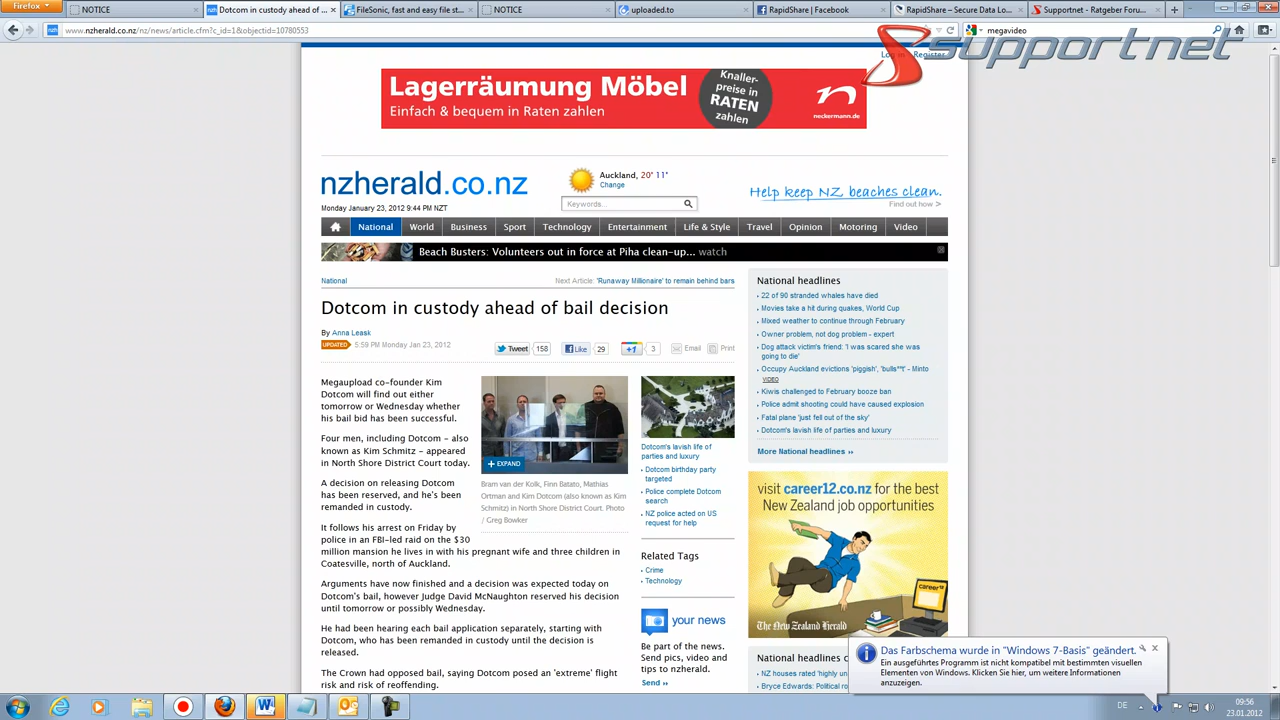 Firefox
NOTICE
Dotcom in custody ahead of ...
FileSonic, fast and easy file st...
NOTICE
uploaded.to
RapidShare | Facebook
RapidShare – Secure Data Lo...
Supportnet - Ratgeber Foru...
www.nzherald.co.nz/nz/news/article.cfm?c_id=1&objectid=10780553
megavideo
supportnet
Register
Lagerräumung Möbel
Einfach & bequem in Raten zahlen
Knaller-
preise in
RATEN
zahlen
neckermann.de
nzherald.co.nz
Monday January 23, 2012 9:44 PM NZT
Auckland, 20° 11°
Change
Keywords...
Help keep NZ beaches clean.
Find out how >
National World Business Sport Technology Entertainment Life & Style Travel Opinion Motoring Video
Beach Busters: Volunteers out in force at Piha clean-up... watch
National
Next Article: 'Runaway Millionaire' to remain behind bars
Dotcom in custody ahead of bail decision
By Anna Leask
UPDATED 5:59 PM Monday Jan 23, 2012
Tweet 158 Like 29 +1 3 Email Print
Megaupload co-founder Kim
Dotcom will find out either
tomorrow or Wednesday whether
his bail bid has been successful.
Four men, including Dotcom – also
known as Kim Schmitz – appeared
in North Shore District Court today.
A decision on releasing Dotcom
has been reserved, and he's been
remanded in custody.
It follows his arrest on Friday by
police in an FBI-led raid on the $30
million mansion he lives in with his pregnant wife and three children in
Coatesville, north of Auckland.
Arguments have now finished and a decision was expected today on
Dotcom's bail, however Judge David McNaughton reserved his decision
until tomorrow or possibly Wednesday.
He had been hearing each bail application separately, starting with
Dotcom, who has been remanded in custody until the decision is
released.
The Crown had opposed bail, saying Dotcom posed an 'extreme' flight
risk and risk of reoffending.
+ EXPAND
Bram van der Kolk, Finn Batato, Mathias
Ortman and Kim Dotcom (also known as Kim
Schmitz) in North Shore District Court. Photo
/ Greg Bowker
Dotcom's lavish life of
parties and luxury
Dotcom birthday party
targeted
Police complete Dotcom
search
NZ police acted on US
request for help
Related Tags
Crime
Technology
your news
Be part of the news.
Send pics, video and
tips to nzherald.
Send
National headlines
22 of 90 stranded whales have died
Movies take a hit during quakes, World Cup
Mixed weather to continue through February
Owner problem, not dog problem - expert
Dog attack victim's friend: 'I was scared she was
going to die'
Occupy Auckland evictions 'piggish', 'bulls**t' - Minto
VIDEO
Kiwis challenged to February booze ban
Police admit shooting could have caused explosion
Fatal plane 'just fell out of the sky'
Dotcom's lavish life of parties and luxury
More National headlines
visit career12.co.nz for the best
New Zealand job opportunities
career12
The New Zealand Herald
National headlines
NZ houses rated 'highly un
Bryce Edwards: Political ro
Das Farbschema wurde in "Windows 7-Basis" geändert.
Ein ausgeführtes Programm ist nicht kompatibel mit bestimmten visuellen
Elementen von Windows. Klicken Sie hier, um weitere Informationen
anzuzeigen.
DE
09:56
23.01.2012